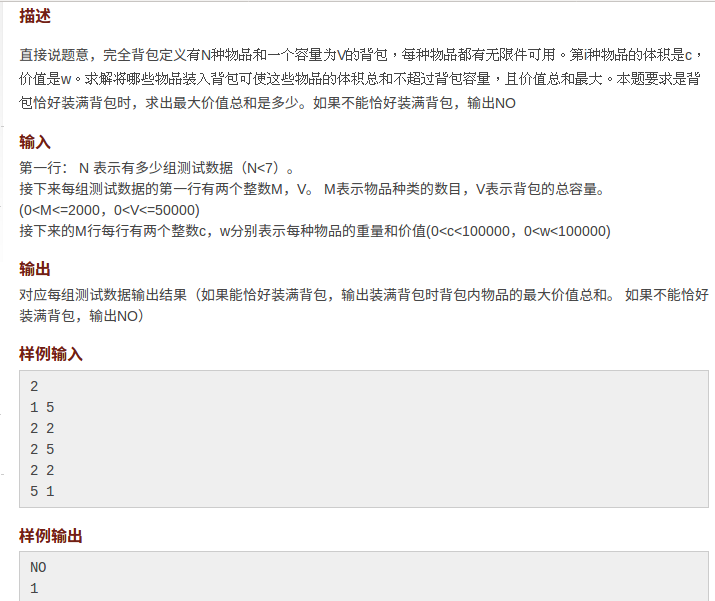 描述
直接说题意，完全背包定义有N种物品和一个容量为V的背包，每种物品都有无限件可用。第i种物品的体积是c，
价值是w。求解将哪些物品装入背包可使这些物品的体积总和不超过背包容量，且价值总和最大。本题要求是背
包恰好装满背包时，求出最大价值总和是多少。如果不能恰好装满背包，输出NO
输入
第一行： N 表示有多少组测试数据（N<7）。
接下来每组测试数据的第一行有两个整数M，V。 M表示物品种类的数目，V表示背包的总容量。
(0<M<=2000，0<V<=50000)
接下来的M行每行有两个整数c，w分别表示每种物品的重量和价值(0<c<100000，0<w<100000)
输出
对应每组测试数据输出结果（如果能恰好装满背包，输出装满背包时背包内物品的最大价值总和。 如果不能恰好
装满背包，输出NO）
样例输入
2
1 5
2 2
2 5
2 2
5 1
样例输出
NO
1